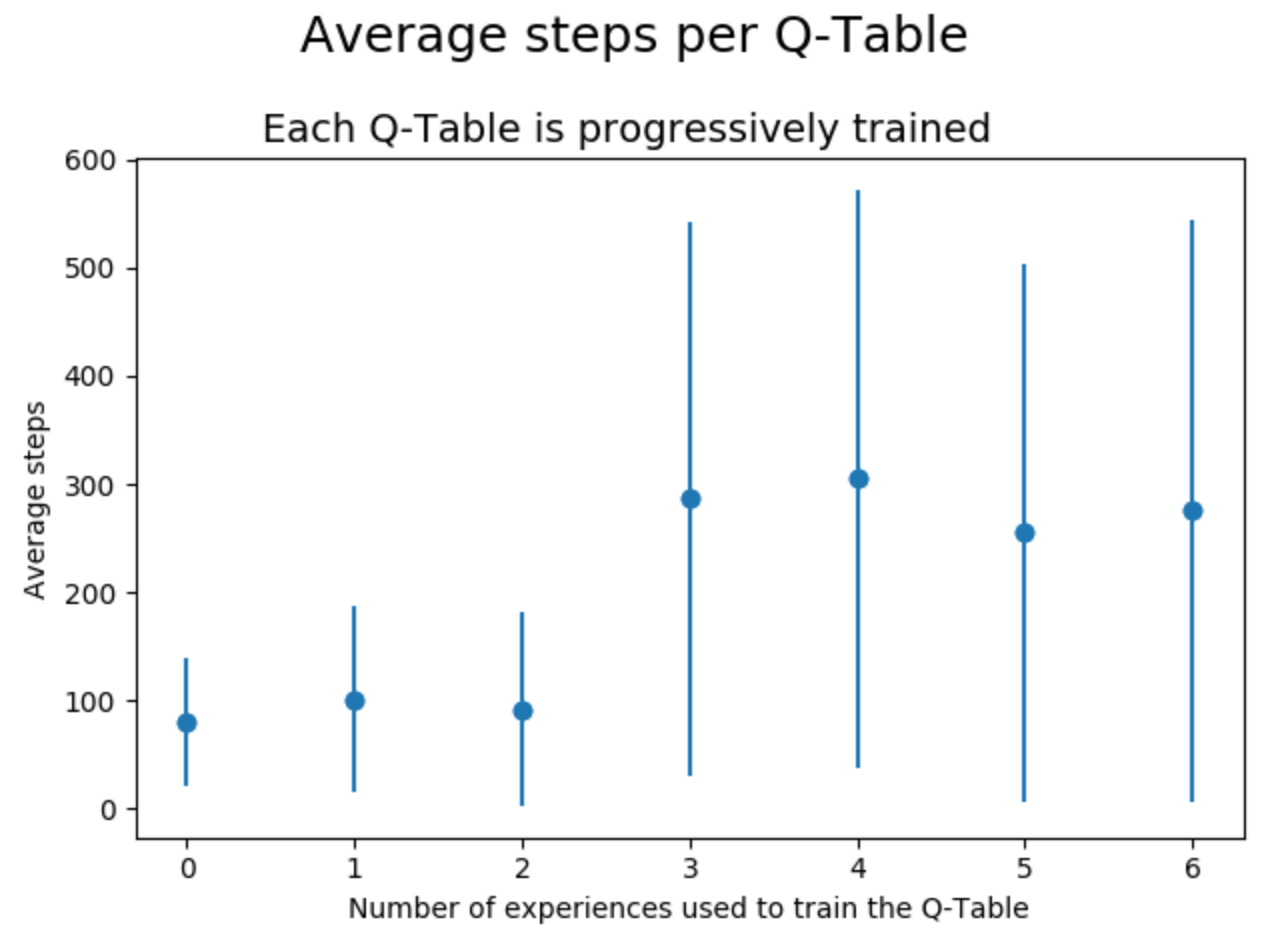 Average steps per Q-Table
Each Q-Table is progressively trained
600
500
400
300
200
100
0
Average steps
0 1 2 3 4 5 6
Number of experiences used to train the Q-Table